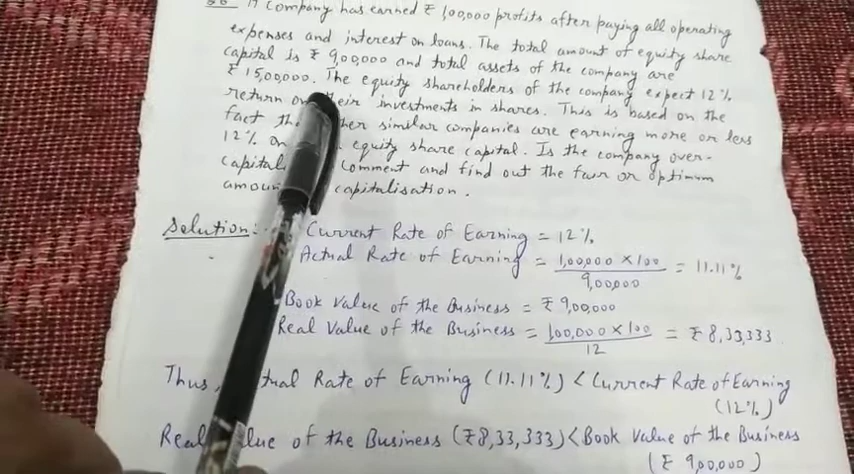 A Company has earned ₹ 1,00,000 profits after paying all operating
expenses and interest on loans. The total amount of equity share
capital is ₹ 9,00,000 and total assets of the company are
₹ 15,00,000. The equity shareholders of the company expect 12%
return on their investments in shares. This is based on the
fact th her similar companies are earning more or less
12% on equity share capital. Is the company over-
capital comment and find out the fair or optimum
amou capitalisation.
Solution:- Current Rate of Earning = 12%
Actual Rate of Earning = 1,00,000 × 100 / 9,00,000 = 11.11%
Book Value of the Business = ₹ 9,00,000
Real Value of the Business = 1,00,000 × 100 / 12 = ₹ 8,33,333
Thus, tual Rate of Earning (11.11%) < Current Rate of Earning
(12%)
Real lue of the Business (₹8,33,333) < Book Value of the Business
(₹ 9,00,000)